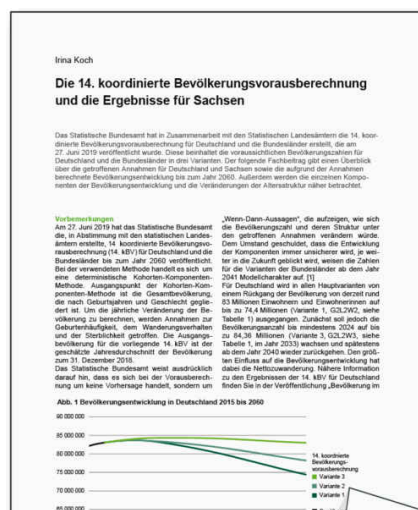 Irina Koch
Die 14. koordinierte Bevölkerungsvorausberechnung
und die Ergebnisse für Sachsen
Das Statistische Bundesamt hat in Zusammenarbeit mit den Statistischen Landesämtern die 14. koor-
dinierte Bevölkerungsvorausberechnung für Deutschland und die Bundesländer erstellt, die am
27. Juni 2019 veröffentlicht wurde. Diese beinhaltet die voraussichtlichen Bevölkerungszahlen für
Deutschland und die Bundesländer in drei Varianten. Der folgende Fachbeitrag gibt einen Überblick
über die getroffenen Annahmen für Deutschland und Sachsen sowie die aufgrund der Annahmen
berechnete Bevölkerungsentwicklung bis zum Jahr 2060. Außerdem werden die einzelnen Kompo-
nenten der Bevölkerungsentwicklung und die Veränderungen der Altersstruktur näher betrachtet.
Vorbemerkungen
Am 27. Juni 2019 hat das Statistische Bundesamt
die, in Abstimmung mit den statistischen Landes-
ämtern erstellte, 14. koordinierte Bevölkerungsvo-
rausberechnung (14. kBV) für Deutschland und die
Bundesländer bis zum Jahr 2060 veröffentlicht.
Bei der verwendeten Methode handelt es sich um
eine deterministische Kohorten-Komponenten-
Methode. Ausgangspunkt der Kohorten-Kom-
ponenten-Methode ist die Gesamtbevölkerung,
die nach Geburtsjahren und Geschlecht geglie-
dert ist. Um die jährliche Veränderung der Be-
völkerung zu berechnen, werden Annahmen zur
Geburtenhäufigkeit, dem Wanderungsverhalten
und der Sterblichkeit getroffen. Die Ausgangs-
bevölkerung für die vorliegende 14. kBV ist der
geschätzte Jahresdurchschnitt der Bevölkerung
zum 31. Dezember 2018.
Das Statistische Bundesamt weist ausdrücklich
darauf hin, dass es sich bei der Vorausberech-
nung um keine Vorhersage handelt, sondern um
„Wenn-Dann-Aussagen“, die aufzeigen, wie sich
die Bevölkerungszahl und deren Struktur unter
den getroffenen Annahmen verändern würde.
Dem Umstand geschuldet, dass die Entwicklung
der Komponenten immer unsicherer wird, je wei-
ter in die Zukunft geblickt wird, weisen die Zahlen
für die Varianten der Bundesländer ab dem Jahr
2041 Modellcharakter auf. [1]
Für Deutschland wird in allen Hauptvarianten von
einem Rückgang der Bevölkerung von derzeit rund
83 Millionen Einwohnern und Einwohnerinnen auf
bis zu 74,4 Millionen (Variante 1, G2L2W2, siehe
Tabelle 1) ausgegangen. Zunächst soll jedoch die
Bevölkerungsanzahl bis mindestens 2024 auf bis
zu 84,36 Millionen (Variante 3, G2L2W3, siehe
Tabelle 1, im Jahr 2033) wachsen und spätestens
ab dem Jahr 2040 wieder zurückgehen. Den größ-
ten Einfluss auf die Bevölkerungsentwicklung hat
dabei die Nettozuwanderung. Nähere Information
zu den Ergebnissen der 14. kBV für Deutschland
finden Sie in der Veröffentlichung „Bevölkerung im
Abb. 1 Bevölkerungsentwicklung in Deutschland 2015 bis 2060
90 000 000
85 000 000
80 000 000
75 000 000
70 000 000
65 000 000
14. koordinierte
Bevölkerungs-
vorausberechnung
Variante 3
Variante 2
Variante 1